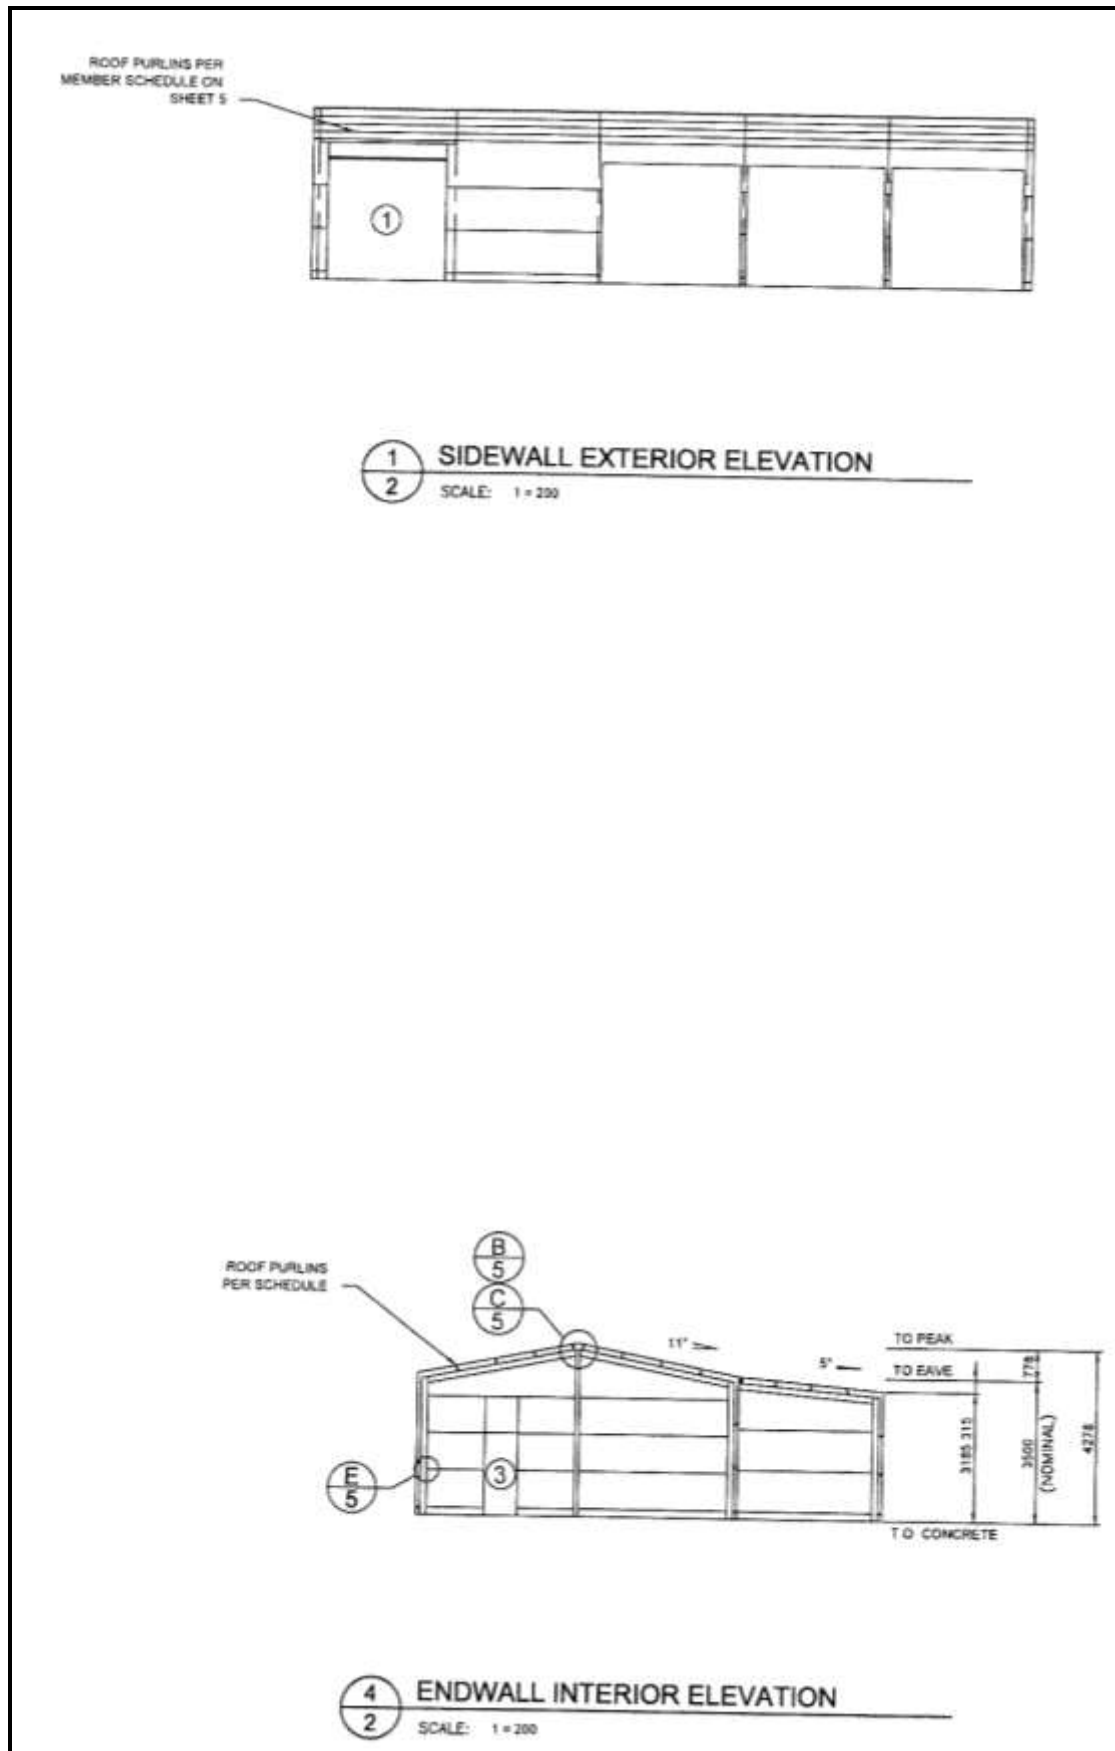 ROOF PURLINS PER
MEMBER SCHEDULE ON
SHEET 5
1
1
2
SIDEWALL EXTERIOR ELEVATION
SCALE: 1 = 200
B
5
C
5
ROOF PURLINS
PER SCHEDULE
11°
5°
TO PEAK
TO EAVE
778
315
3185
3500
(NOMINAL)
4278
E
5
3
T O CONCRETE
4
2
ENDWALL INTERIOR ELEVATION
SCALE: 1 = 200